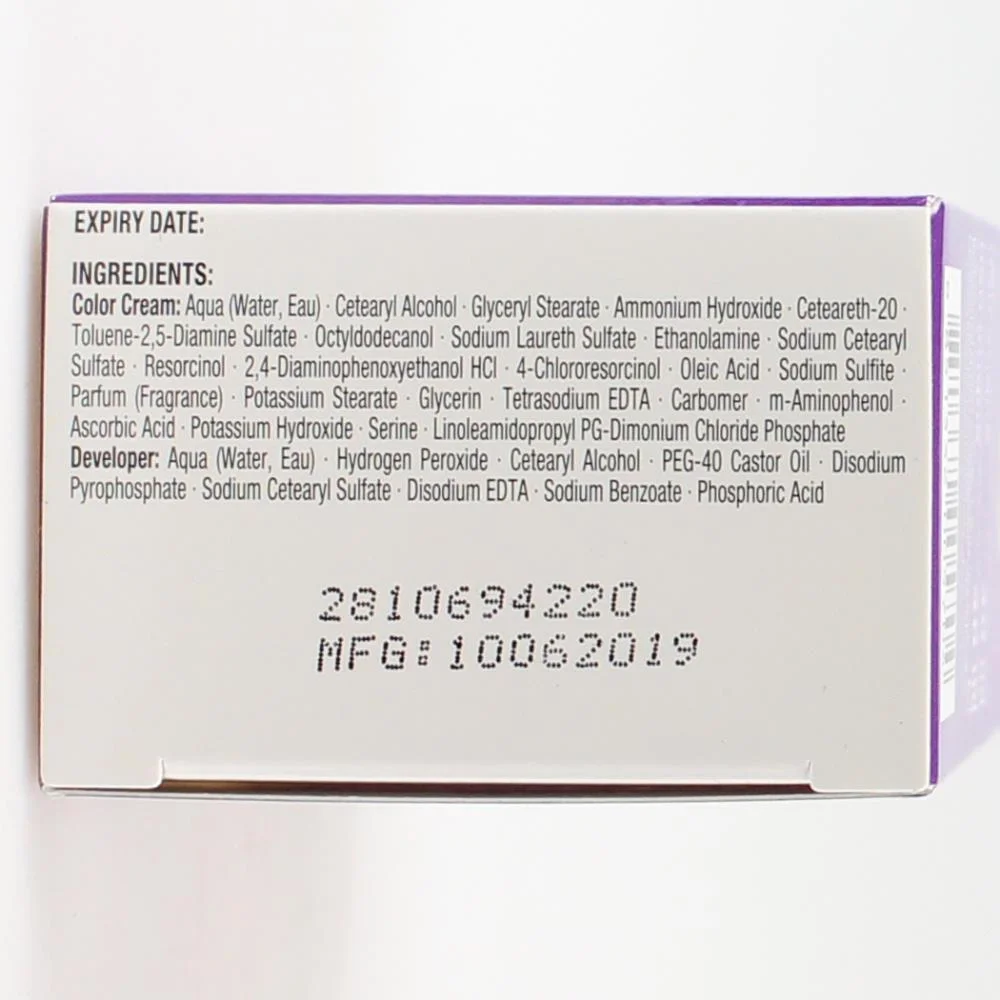 EXPIRY DATE:
INGREDIENTS:
Color Cream: Aqua (Water, Eau) · Cetearyl Alcohol · Glyceryl Stearate · Ammonium Hydroxide · Ceteareth-20 ·
Toluene-2,5-Diamine Sulfate · Octyldodecanol · Sodium Laureth Sulfate · Ethanolamine · Sodium Cetearyl
Sulfate · Resorcinol · 2,4-Diaminophenoxyethanol HCl · 4-Chlororesorcinol · Oleic Acid · Sodium Sulfite ·
Parfum (Fragrance) · Potassium Stearate · Glycerin · Tetrasodium EDTA · Carbomer · m-Aminophenol ·
Ascorbic Acid · Potassium Hydroxide · Serine · Linoleamidopropyl PG-Dimonium Chloride Phosphate
Developer: Aqua (Water, Eau) · Hydrogen Peroxide · Cetearyl Alcohol · PEG-40 Castor Oil · Disodium
Pyrophosphate · Sodium Cetearyl Sulfate · Disodium EDTA · Sodium Benzoate · Phosphoric Acid
2810694220
MFG:10062019